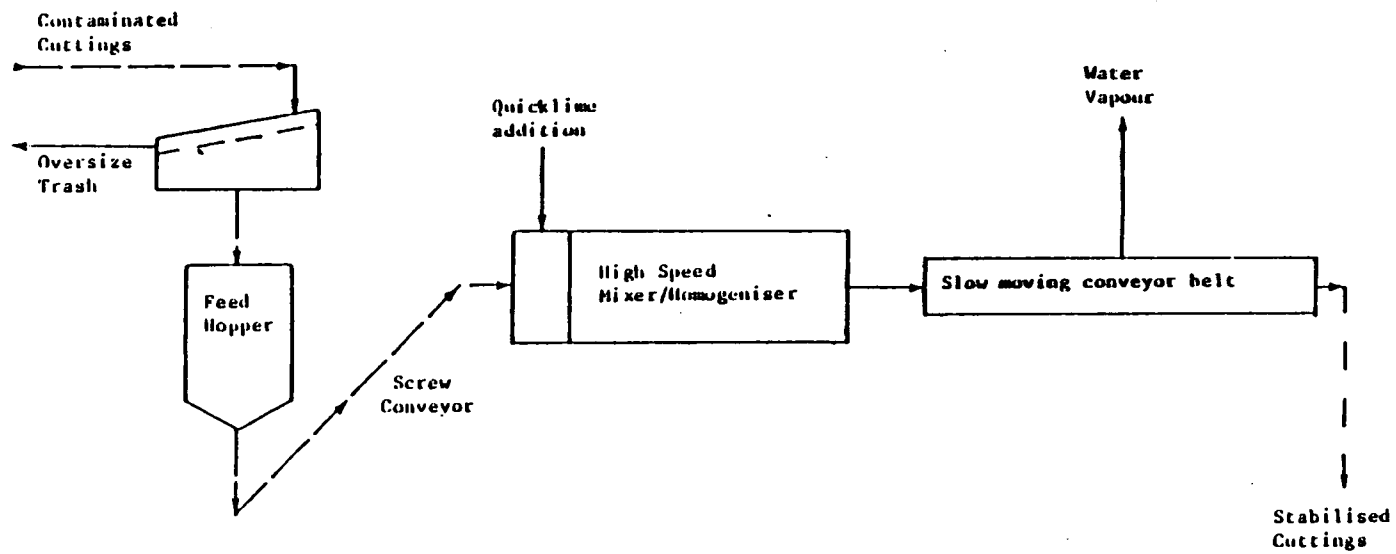 Contaminated
Cuttings
Oversize
Trash
Feed
Hopper
Screw
Conveyor
Quicklime
addition
High Speed
Mixer/Homogeniser
Water
Vapour
Slow moving conveyor belt
Stabilised
Cuttings